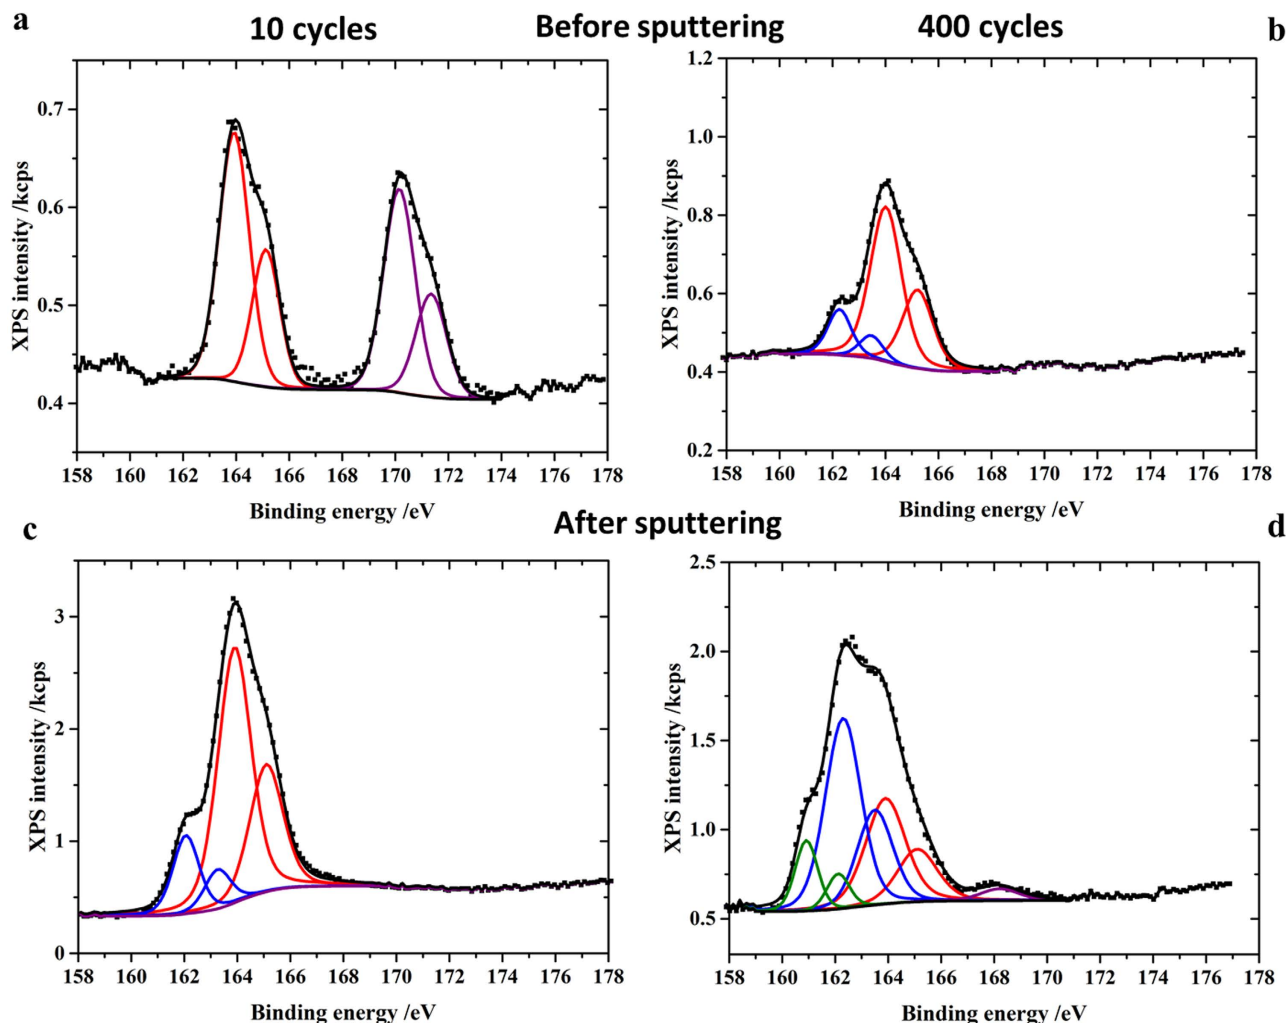 a
10 cycles
Before sputtering
400 cycles
b
XPS intensity /kcps
0.7
0.6
0.5
0.4
158 160 162 164 166 168 170 172 174 176 178
Binding energy /eV
XPS intensity /kcps
1.2
1.0
0.8
0.6
0.4
0.2
158 160 162 164 166 168 170 172 174 176 178
Binding energy /eV
After sputtering
c
d
XPS intensity /kcps
3
2
1
0
158 160 162 164 166 168 170 172 174 176 178
Binding energy /eV
XPS intensity /kcps
2.5
2.0
1.5
1.0
0.5
158 160 162 164 166 168 170 172 174 176 178
Binding energy /eV